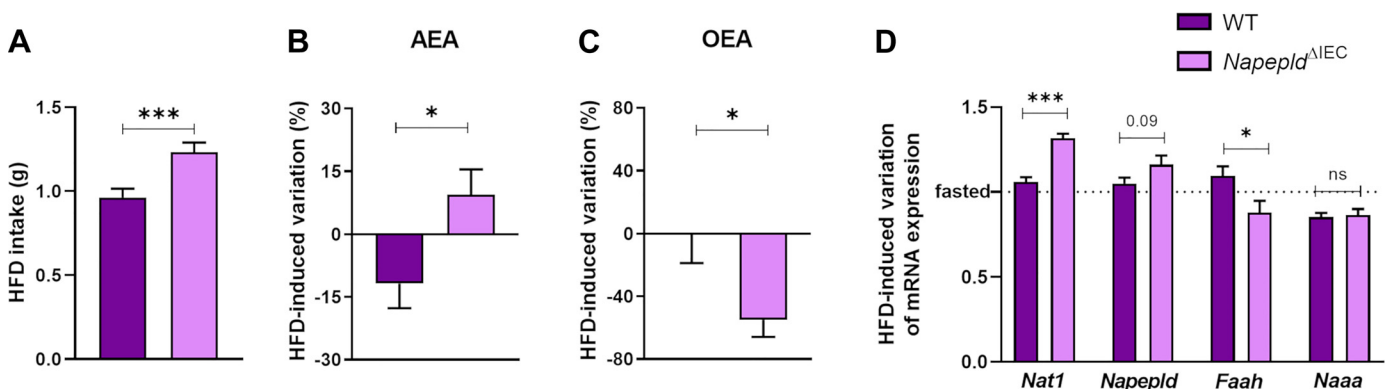 WT
Napepld^ΔIEC
A
HFD intake (g)
1.5
1.0
0.5
0.0
***
B
AEA
HFD-induced variation (%)
30
15
0
-15
-30
*
C
OEA
HFD-induced variation (%)
80
40
0
-40
-80
*
D
HFD-induced variation
of mRNA expression
1.5
fasted
0.5
0.0
***
0.09
*
ns
Nat1
Napepld
Faah
Naaa